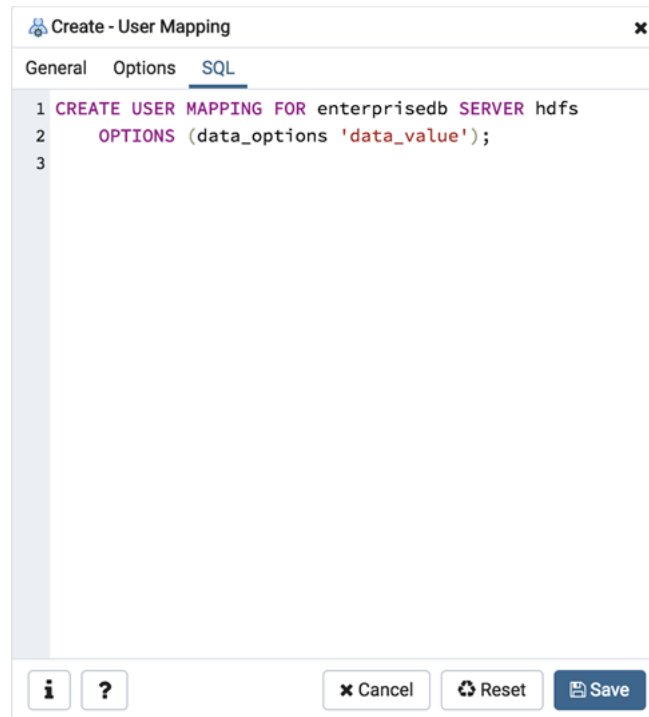 Create - User Mapping
General Options SQL
1 CREATE USER MAPPING FOR enterprisedb SERVER hdfs
2 OPTIONS (data_options 'data_value');
3
i ? Cancel Reset Save